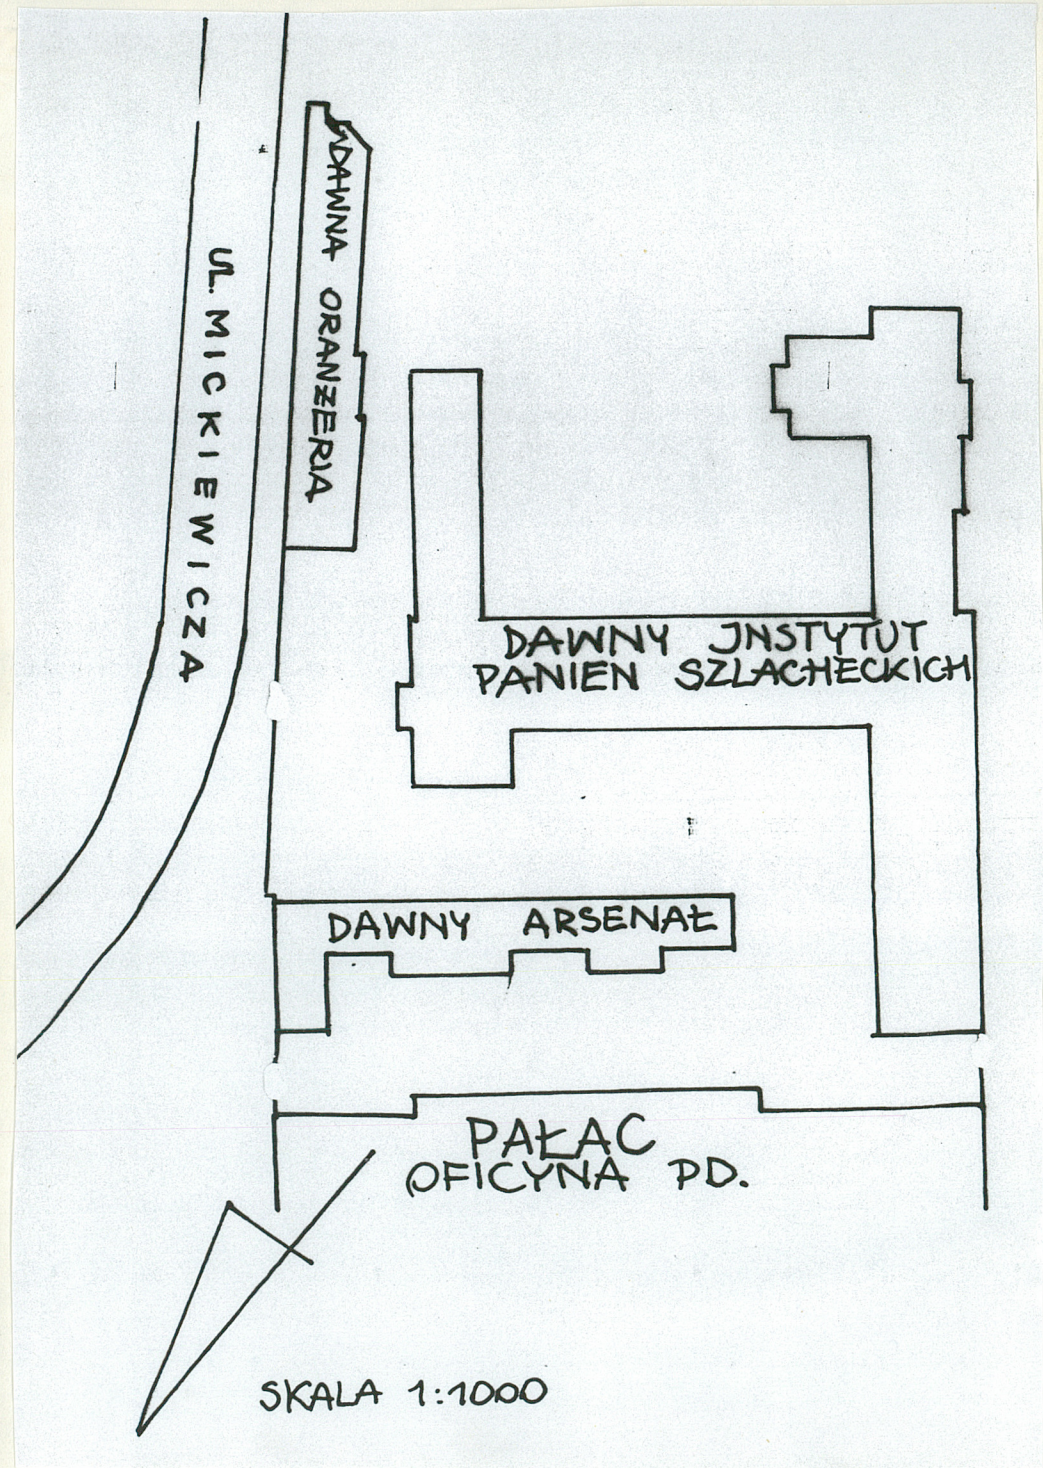 DAWNA ORANŻERIA
UL. MICKIEWICZA
DAWNY JNSTYTUT
PANIEN SZLACHECKICH
DAWNY ARSENAŁ
PAŁAC
OFICYNA PD.
SKALA 1:1000